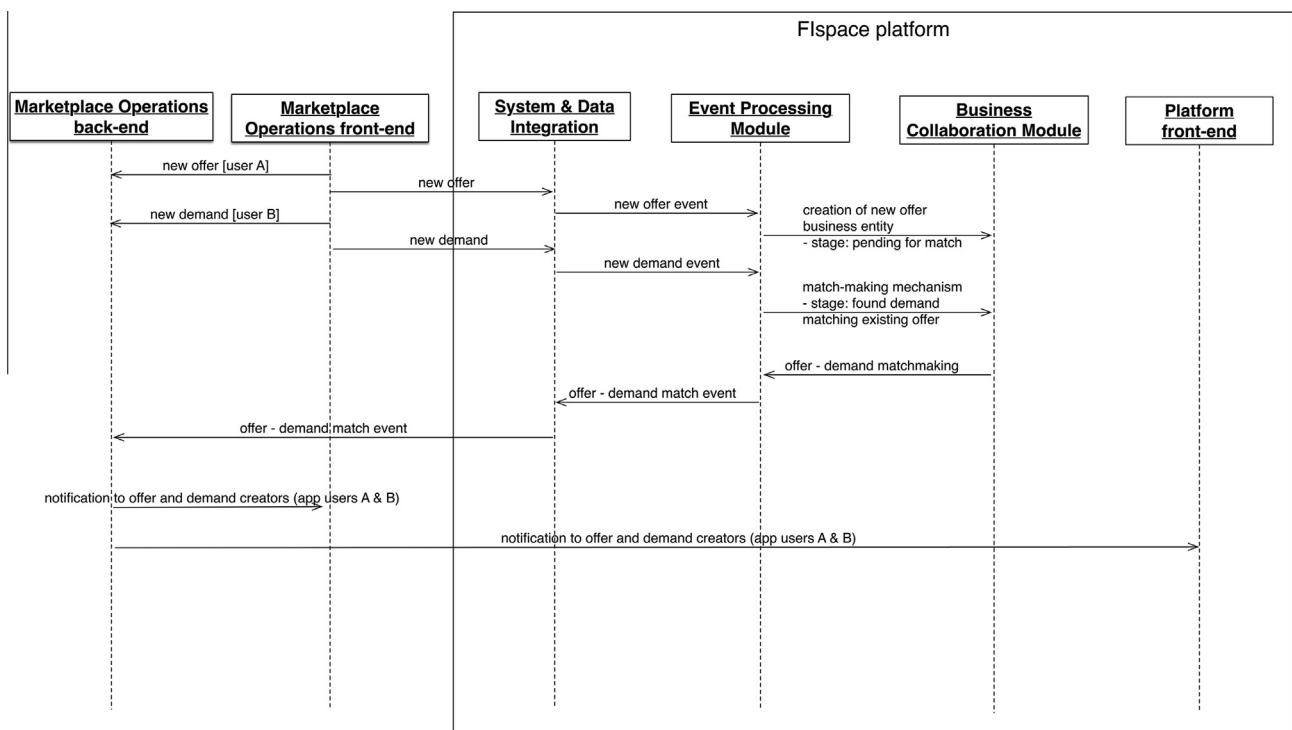 FIspace platform
Marketplace Operations
back-end
Marketplace
Operations front-end
System & Data
Integration
Event Processing
Module
Business
Collaboration Module
Platform
front-end
new offer [user A]
new offer
new offer event
new demand [user B]
creation of new offer
business entity
- stage: pending for match
new demand
new demand event
match-making mechanism
- stage: found demand
matching existing offer
offer - demand matchmaking
offer - demand match event
offer - demand match event
notification to offer and demand creators (app users A & B)
notification to offer and demand creators (app users A & B)